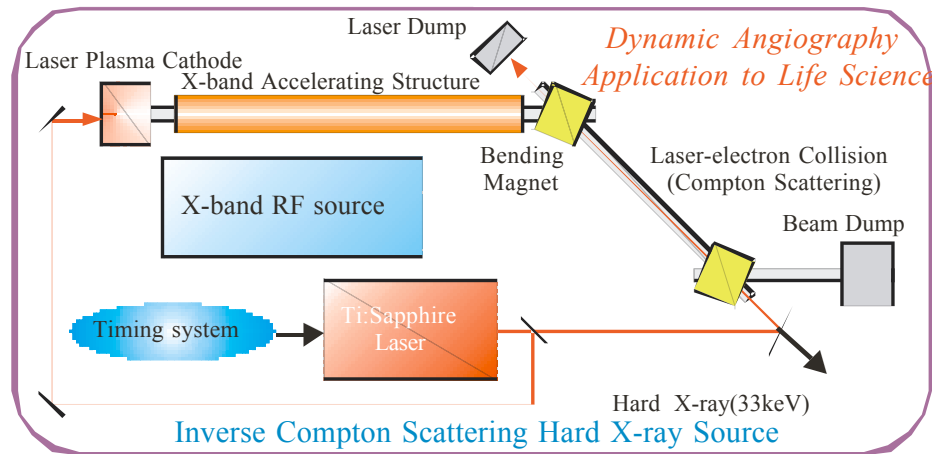 Laser Dump
Dynamic Angiography
Application to Life Science
Laser Plasma Cathode
X-band Accelerating Structure
Bending
Magnet
Laser-electron Collision
(Compton Scattering)
X-band RF source
Beam Dump
Timing system
Ti:Sapphire
Laser
Hard X-ray(33keV)
Inverse Compton Scattering Hard X-ray Source